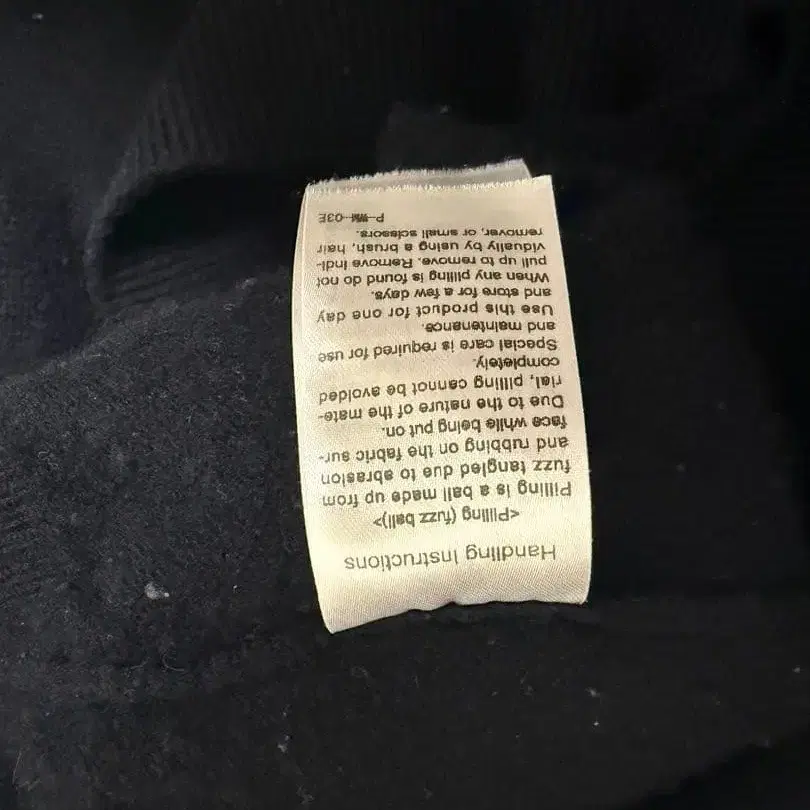 Handling Instructions
<Pilling (fuzz ball)>
Pilling is a ball made up from
fuzz tangled due to abrasion
and rubbing on the fabric sur-
face while being put on.
Due to the nature of the mate-
rial, pilling cannot be avoided
completely.
Special care is required for use
and maintenance.
Use this product for one day
and store for a few days.
When any pilling is found do not
pull up to remove. Remove indi-
vidually by using a brush, hair
remover, or small scissors.
P-WM-03E